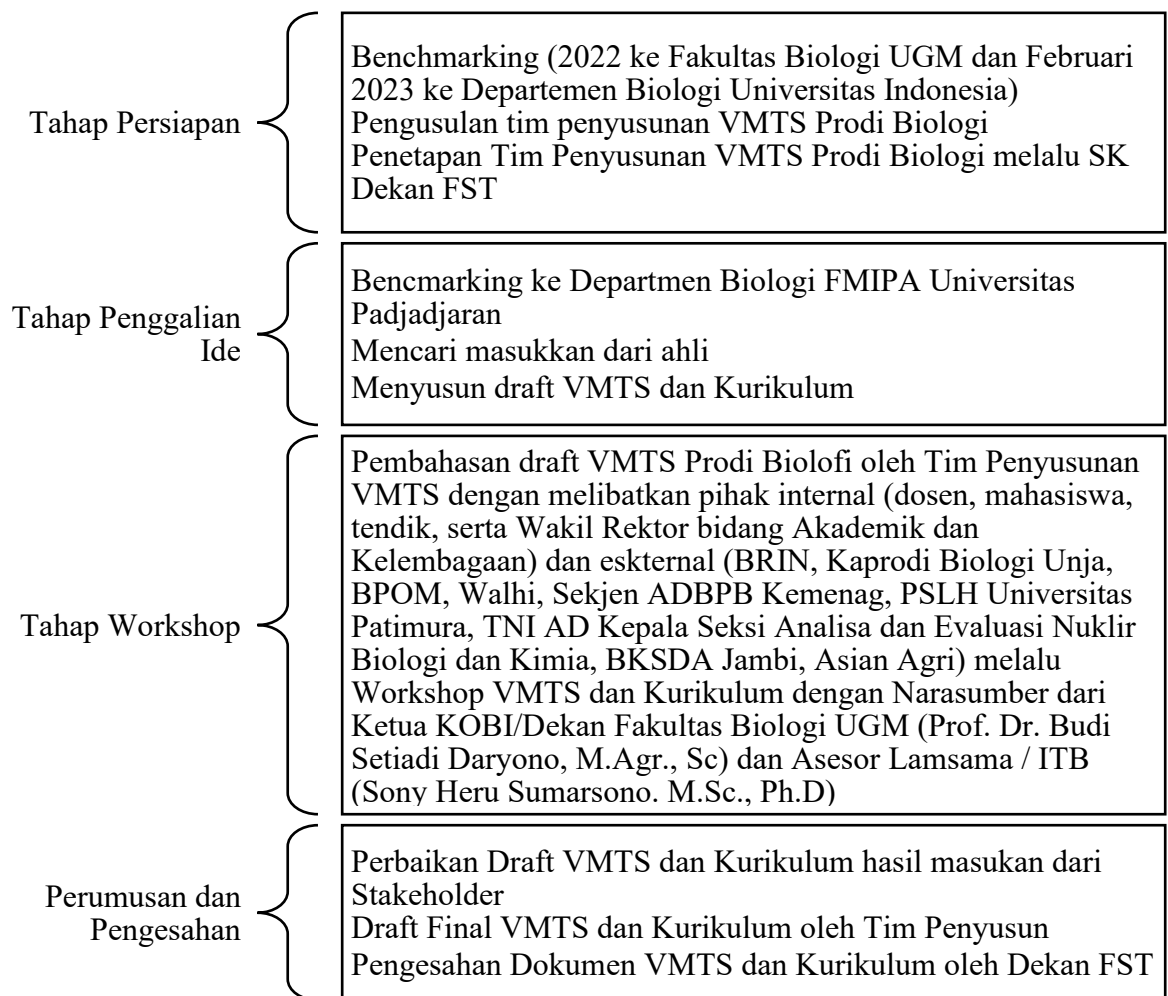 Tahap Persiapan
Benchmarking (2022 ke Fakultas Biologi UGM dan Februari
2023 ke Departemen Biologi Universitas Indonesia)
Pengusulan tim penyusunan VMTS Prodi Biologi
Penetapan Tim Penyusunan VMTS Prodi Biologi melalu SK
Dekan FST
Tahap Penggalian
Ide
Bencmarking ke Departmen Biologi FMIPA Universitas
Padjadjaran
Mencari masukkan dari ahli
Menyusun draft VMTS dan Kurikulum
Tahap Workshop
Pembahasan draft VMTS Prodi Biolofi oleh Tim Penyusunan
VMTS dengan melibatkan pihak internal (dosen, mahasiswa,
tendik, serta Wakil Rektor bidang Akademik dan
Kelembagaan) dan eskternal (BRIN, Kaprodi Biologi Unja,
BPOM, Walhi, Sekjen ADBPB Kemenag, PSLH Universitas
Patimura, TNI AD Kepala Seksi Analisa dan Evaluasi Nuklir
Biologi dan Kimia, BKSDA Jambi, Asian Agri) melalu
Workshop VMTS dan Kurikulum dengan Narasumber dari
Ketua KOBI/Dekan Fakultas Biologi UGM (Prof. Dr. Budi
Setiadi Daryono, M.Agr., Sc) dan Asesor Lamsama / ITB
(Sony Heru Sumarsono. M.Sc., Ph.D)
Perumusan dan
Pengesahan
Perbaikan Draft VMTS dan Kurikulum hasil masukan dari
Stakeholder
Draft Final VMTS dan Kurikulum oleh Tim Penyusun
Pengesahan Dokumen VMTS dan Kurikulum oleh Dekan FST